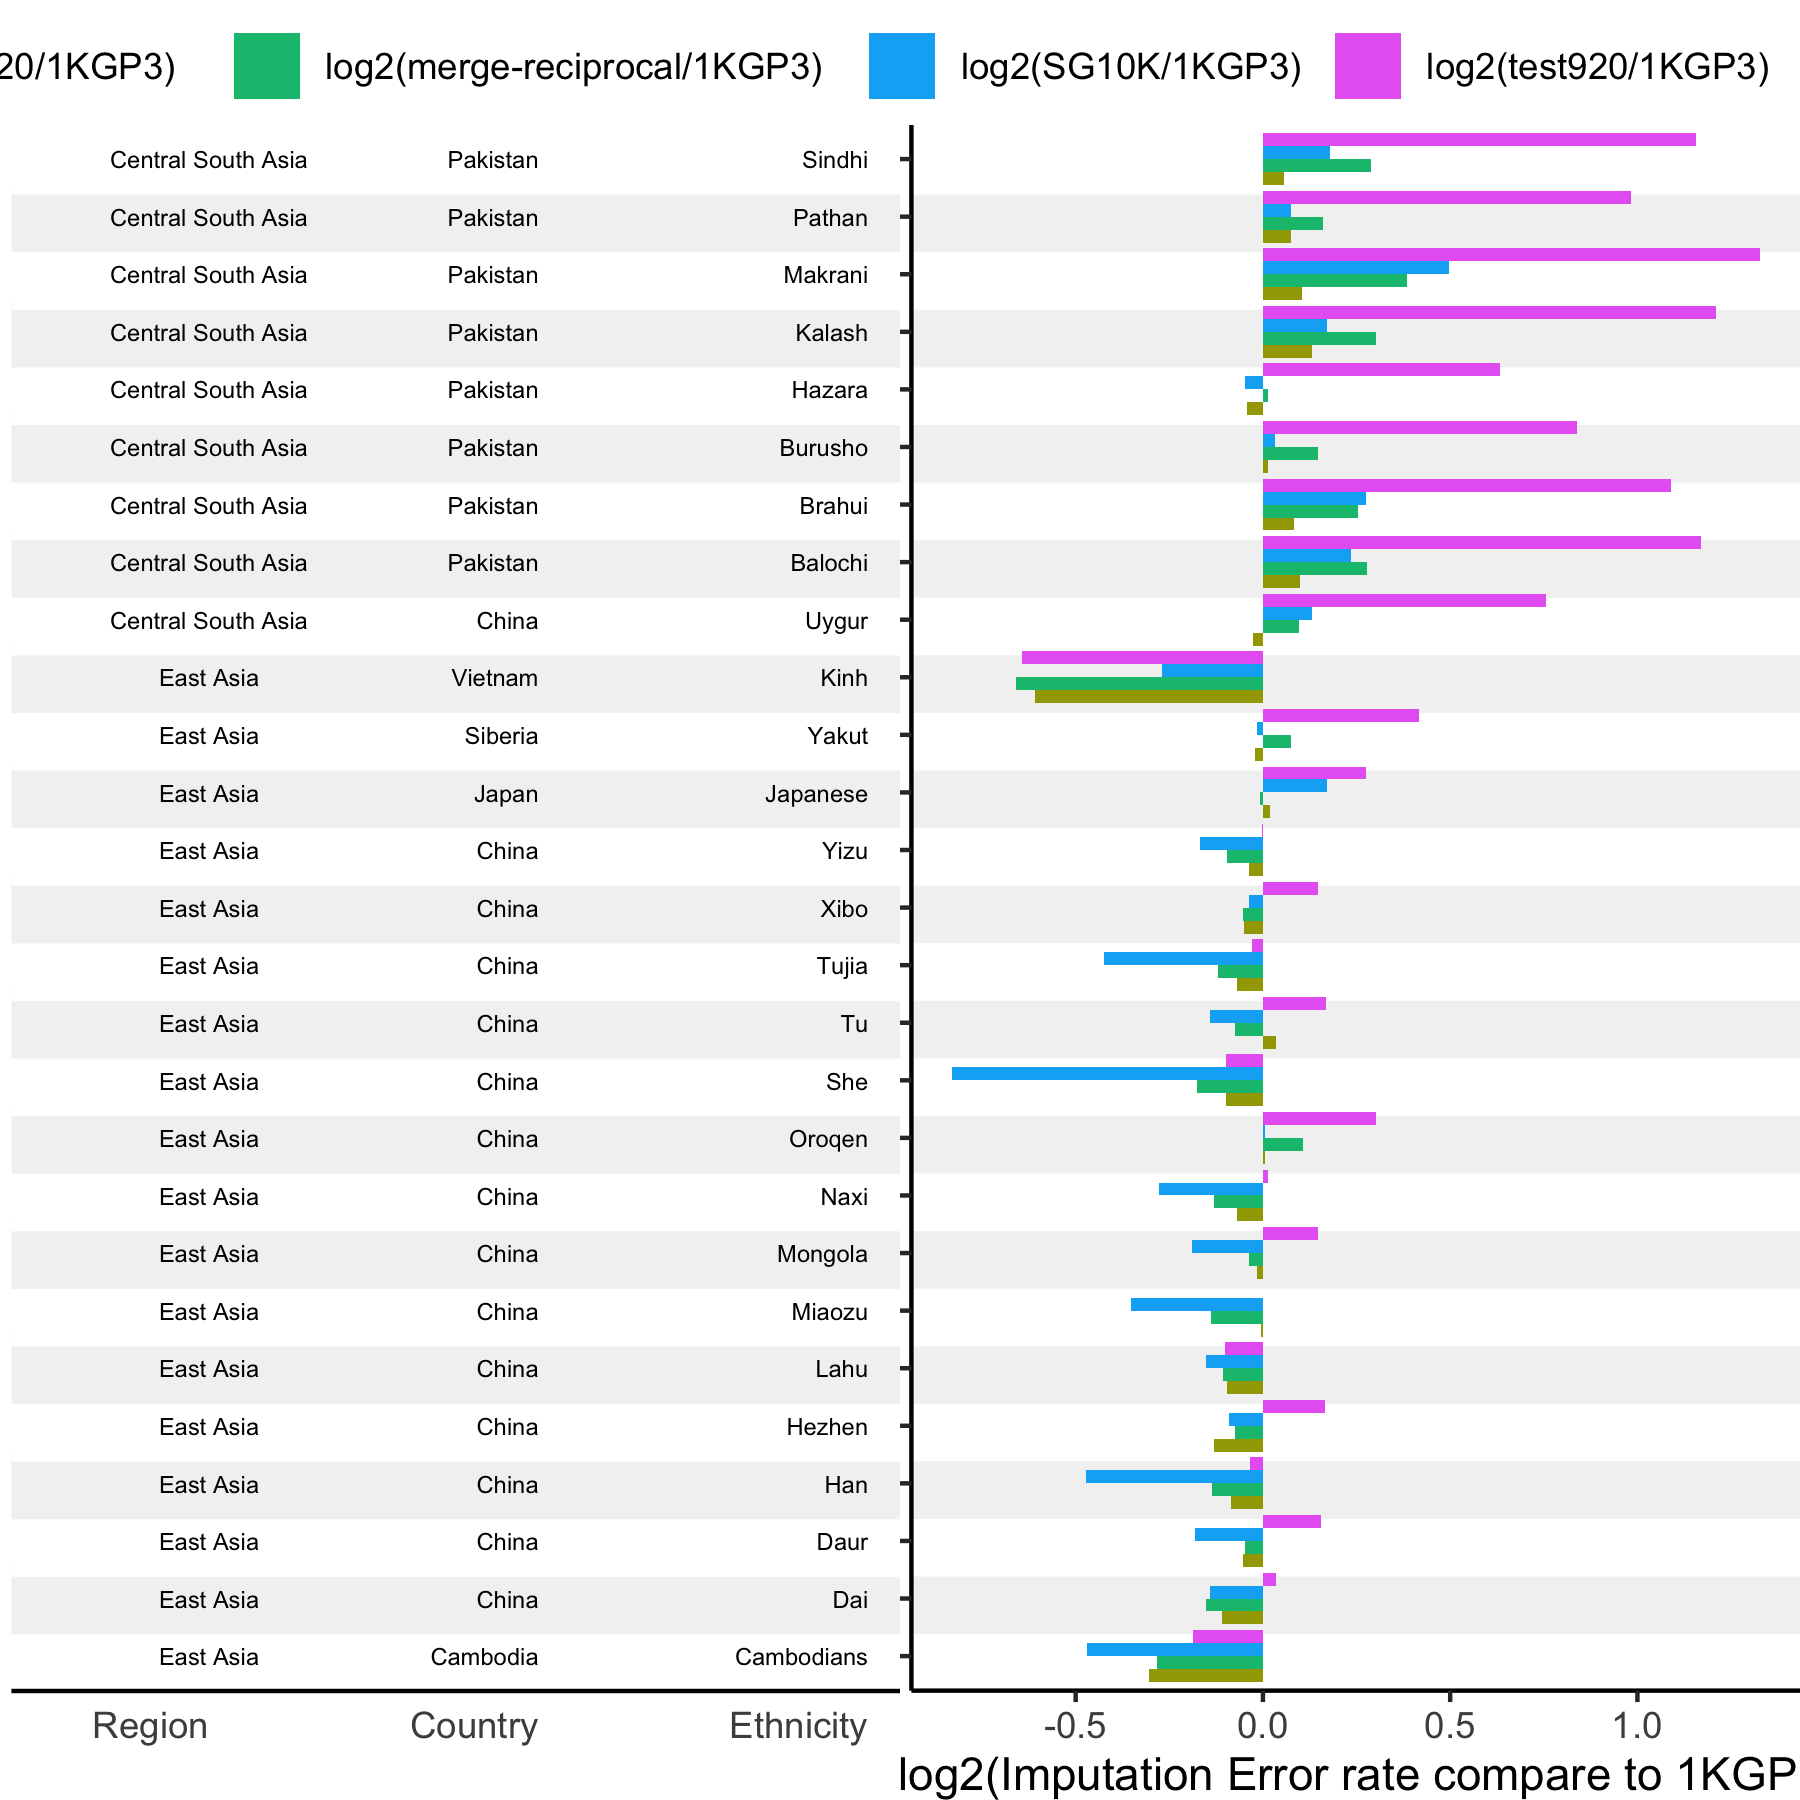 20/1KGP3) log2(merge-reciprocal/1KGP3) log2(SG10K/1KGP3) log2(test920/1KGP3)
Central South Asia Pakistan Sindhi
Central South Asia Pakistan Pathan
Central South Asia Pakistan Makrani
Central South Asia Pakistan Kalash
Central South Asia Pakistan Hazara
Central South Asia Pakistan Burusho
Central South Asia Pakistan Brahui
Central South Asia Pakistan Balochi
Central South Asia China Uygur
East Asia Vietnam Kinh
East Asia Siberia Yakut
East Asia Japan Japanese
East Asia China Yizu
East Asia China Xibo
East Asia China Tujia
East Asia China Tu
East Asia China She
East Asia China Oroqen
East Asia China Naxi
East Asia China Mongola
East Asia China Miaozu
East Asia China Lahu
East Asia China Hezhen
East Asia China Han
East Asia China Daur
East Asia China Dai
East Asia Cambodia Cambodians
Region Country Ethnicity -0.5 0.0 0.5 1.0
log2(Imputation Error rate compare to 1KGP